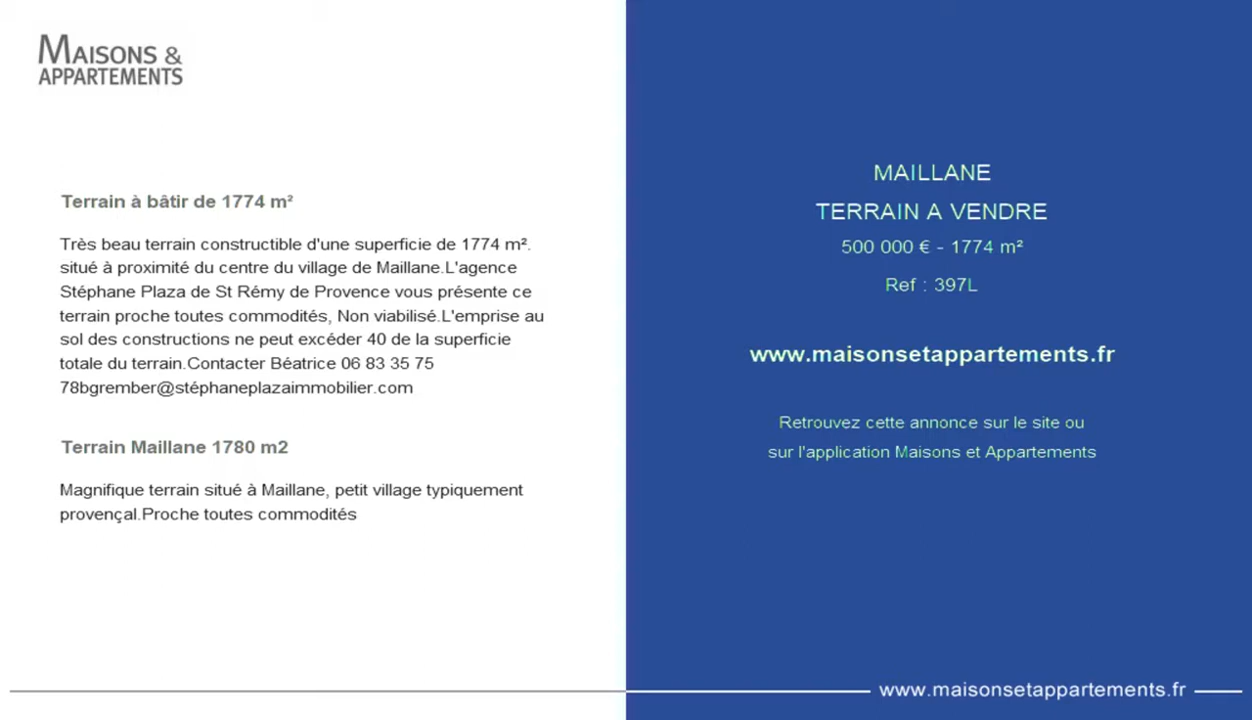 MAISONS &
APPARTEMENTS
Terrain à bâtir de 1774 m²
Très beau terrain constructible d'une superficie de 1774 m².
situé à proximité du centre du village de Maillane.L'agence
Stéphane Plaza de St Rémy de Provence vous présente ce
terrain proche toutes commodités, Non viabilisé.L'emprise au
sol des constructions ne peut excéder 40 de la superficie
totale du terrain.Contacter Béatrice 06 83 35 75
78bgrember@stéphaneplazaimmobilier.com
Terrain Maillane 1780 m2
Magnifique terrain situé à Maillane, petit village typiquement
provençal.Proche toutes commodités
MAILLANE
TERRAIN A VENDRE
500 000 € - 1774 m²
Ref : 397L
www.maisonsetappartements.fr
Retrouvez cette annonce sur le site ou
sur l'application Maisons et Appartements
www.maisonsetappartements.fr